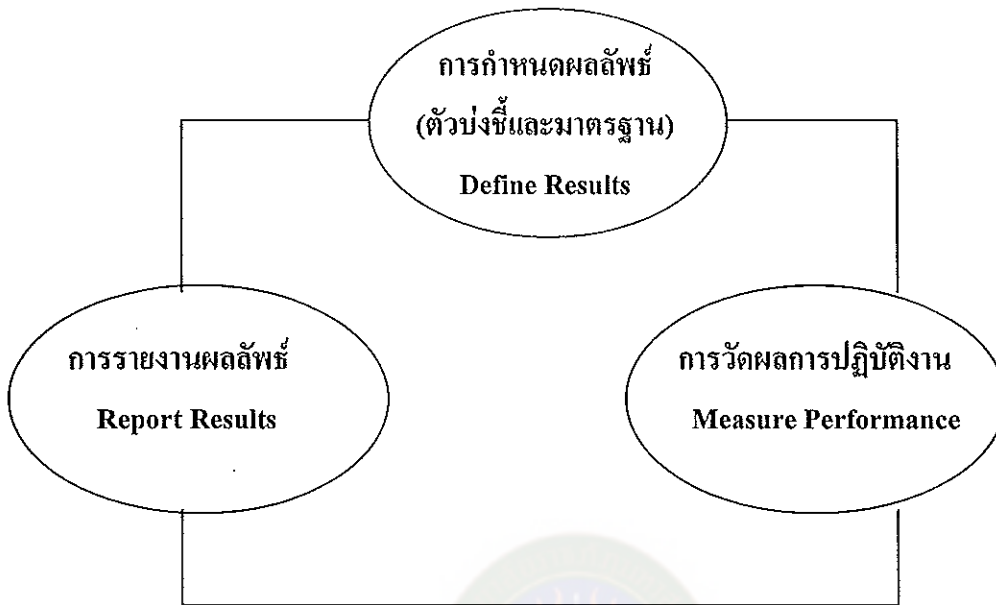 การกำหนดผลลัพธ์
(ตัวบ่งชี้และมาตรฐาน)
Define Results
การรายงานผลลัพธ์
Report Results
การวัดผลการปฏิบัติงาน
Measure Performance